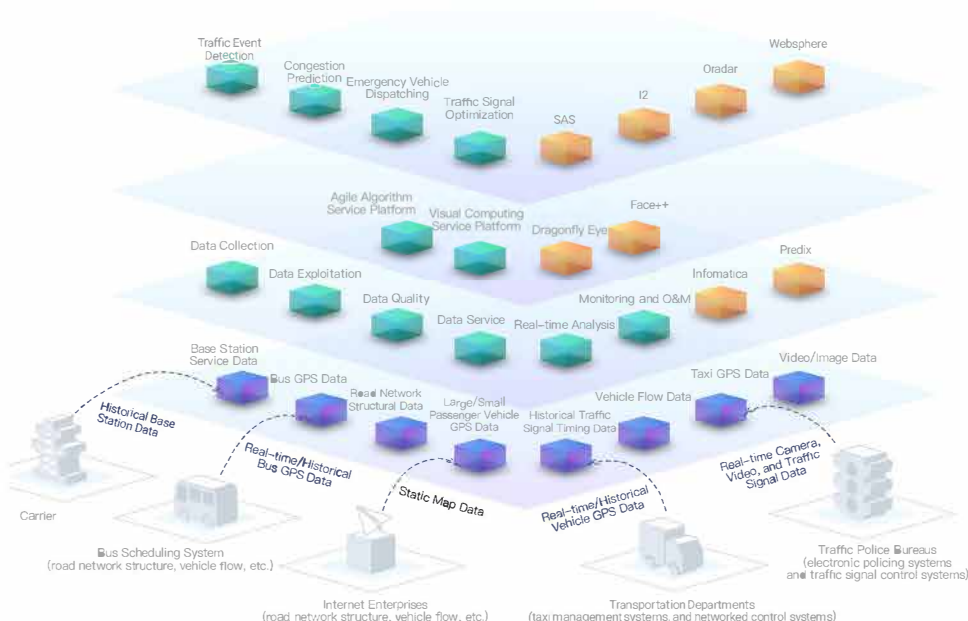 Traffic Event
Detection
Congestion
Prediction
Emergency Vehicle
Dispatching
Traffic Signal
Optimization
SAS
I2
Oradar
Websphere
Agile Algorithm
Service Platform
Visual Computing
Service Platform
Dragonfly Eye
Face++
Data Collection
Data Exploitation
Data Quality
Data Service
Real-time Analysis
Monitoring and O&M
Infomatica
Predix
Base Station
Service Data
Bus GPS Data
Road Network
Structural Data
Large/Small
Passenger Vehicle
GPS Data
Historical Traffic
Signal Timing Data
Vehicle Flow Data
Taxi GPS Data
Video/Image Data
Historical Base
Station Data
Real-time/Historical
Bus GPS Data
Static Map Data
Real-time/Historical
Vehicle GPS Data
Real-time Camera,
Video, and Traffic
Signal Data
Carrier
Bus Scheduling System
(road network structure, vehicle flow, etc.)
Internet Enterprises
(road network structure, vehicle flow, etc.)
Transportation Departments
(taxi management systems, and networked control systems)
Traffic Police Bureaus
(electronic policing systems
and traffic signal control systems)